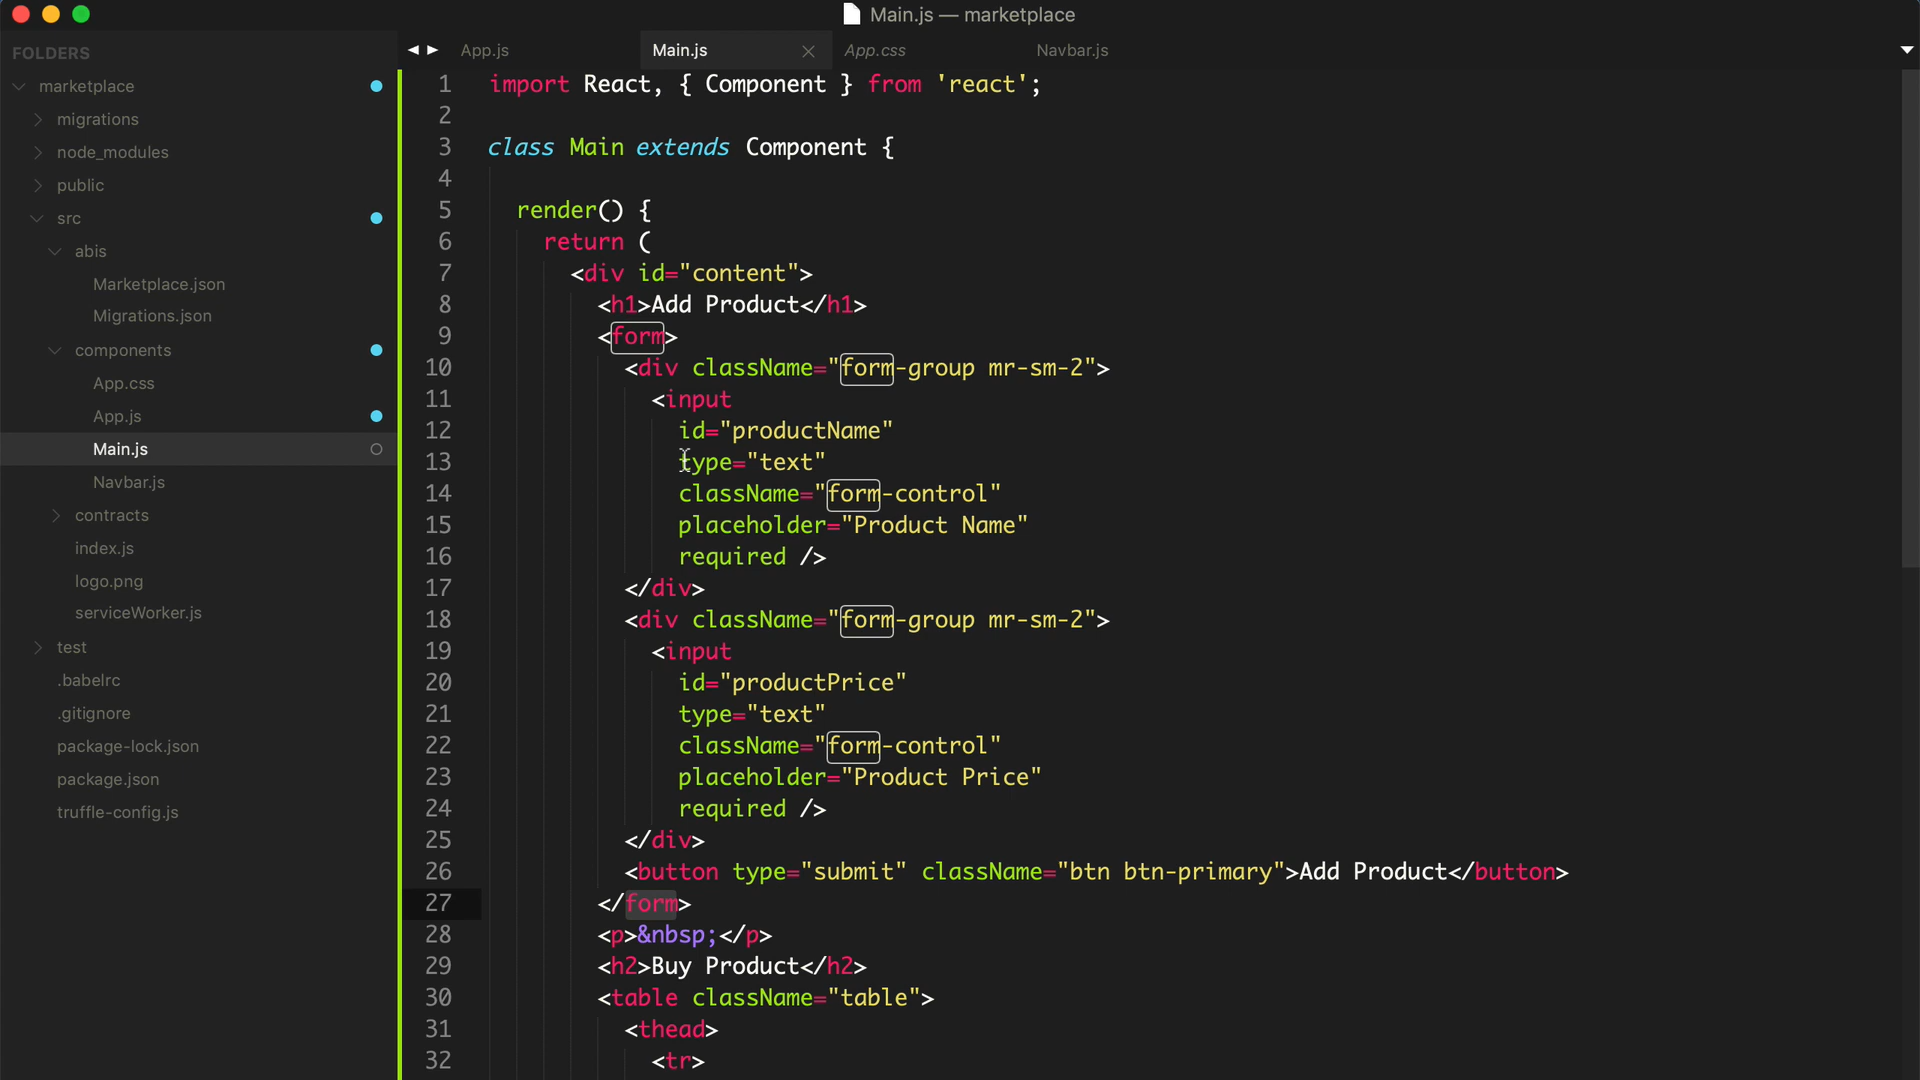 Main.js — marketplace
FOLDERS
marketplace
migrations
node_modules
public
src
abis
Marketplace.json
Migrations.json
components
App.css
App.js
Main.js
Navbar.js
contracts
index.js
logo.png
serviceWorker.js
test
.babelrc
.gitignore
package-lock.json
package.json
truffle-config.js
App.js Main.js App.css Navbar.js
1 import React, { Component } from 'react';
2
3 class Main extends Component {
4
5 render() {
6 return (
7 <div id="content">
8 <h1>Add Product</h1>
9 <form>
10 <div className="form-group mr-sm-2">
11 <input
12 id="productName"
13 type="text"
14 className="form-control"
15 placeholder="Product Name"
16 required />
17 </div>
18 <div className="form-group mr-sm-2">
19 <input
20 id="productPrice"
21 type="text"
22 className="form-control"
23 placeholder="Product Price"
24 required />
25 </div>
26 <button type="submit" className="btn btn-primary">Add Product</button>
27 </form>
28 <p>&nbsp;</p>
29 <h2>Buy Product</h2>
30 <table className="table">
31 <thead>
32 <tr>